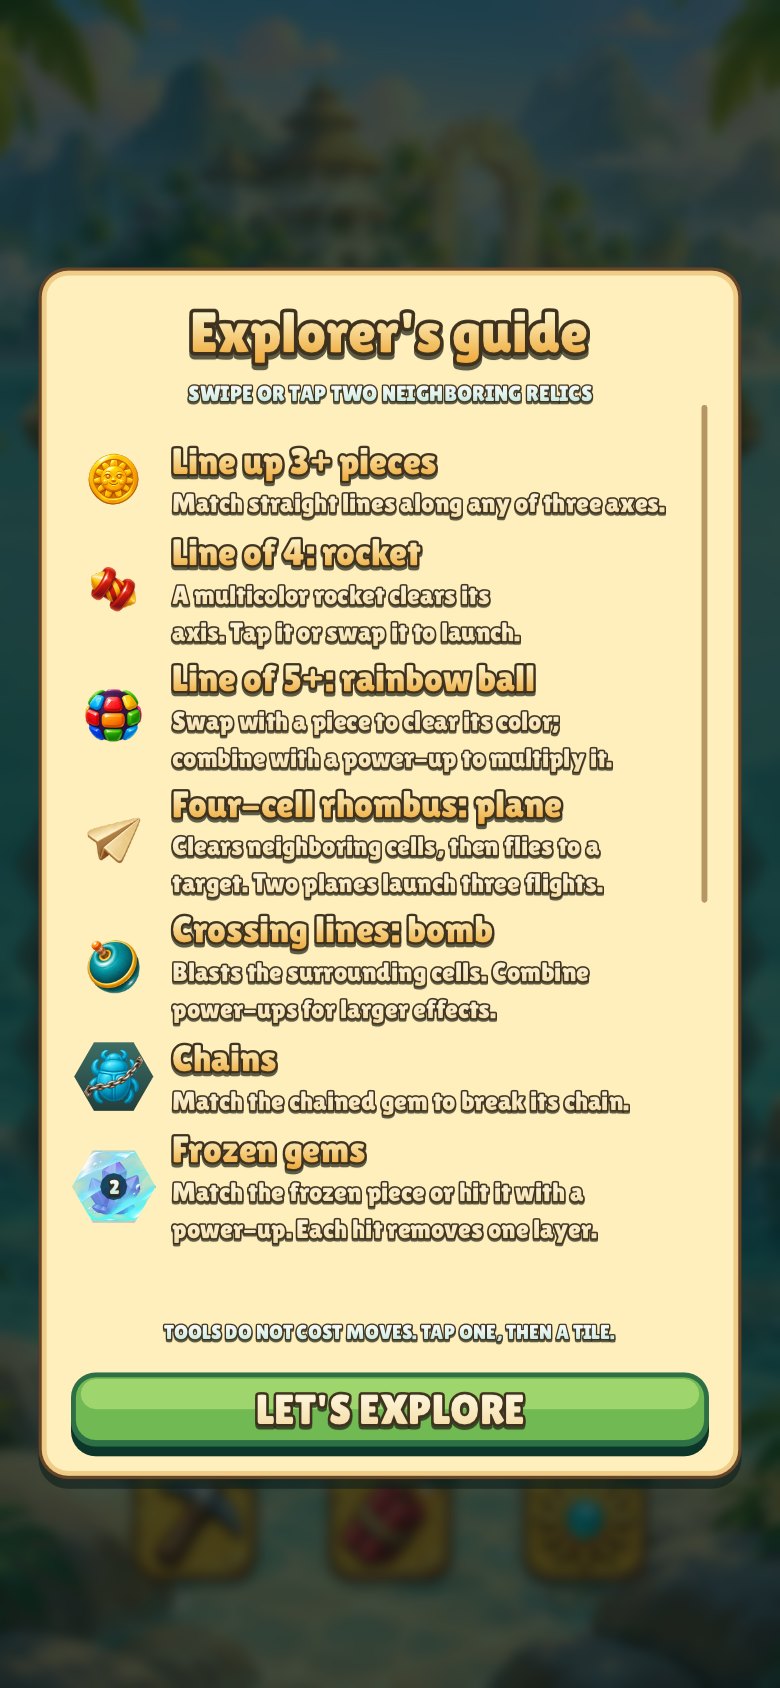 Explorer's guide
SWIPE OR TAP TWO NEIGHBORING RELICS
Line up 3+ pieces
Match straight lines along any of three axes.
Line of 4: rocket
A multicolor rocket clears its
axis. Tap it or swap it to launch.
Line of 5+: rainbow ball
Swap with a piece to clear its color;
combine with a power-up to multiply it.
Four-cell rhombus: plane
Clears neighboring cells, then flies to a
target. Two planes launch three flights.
Crossing lines: bomb
Blasts the surrounding cells. Combine
power-ups for larger effects.
Chains
Match the chained gem to break its chain.
Frozen gems
2
Match the frozen piece or hit it with a
power-up. Each hit removes one layer.
TOOLS DO NOT COST MOVES. TAP ONE, THEN A TILE.
LET'S EXPLORE